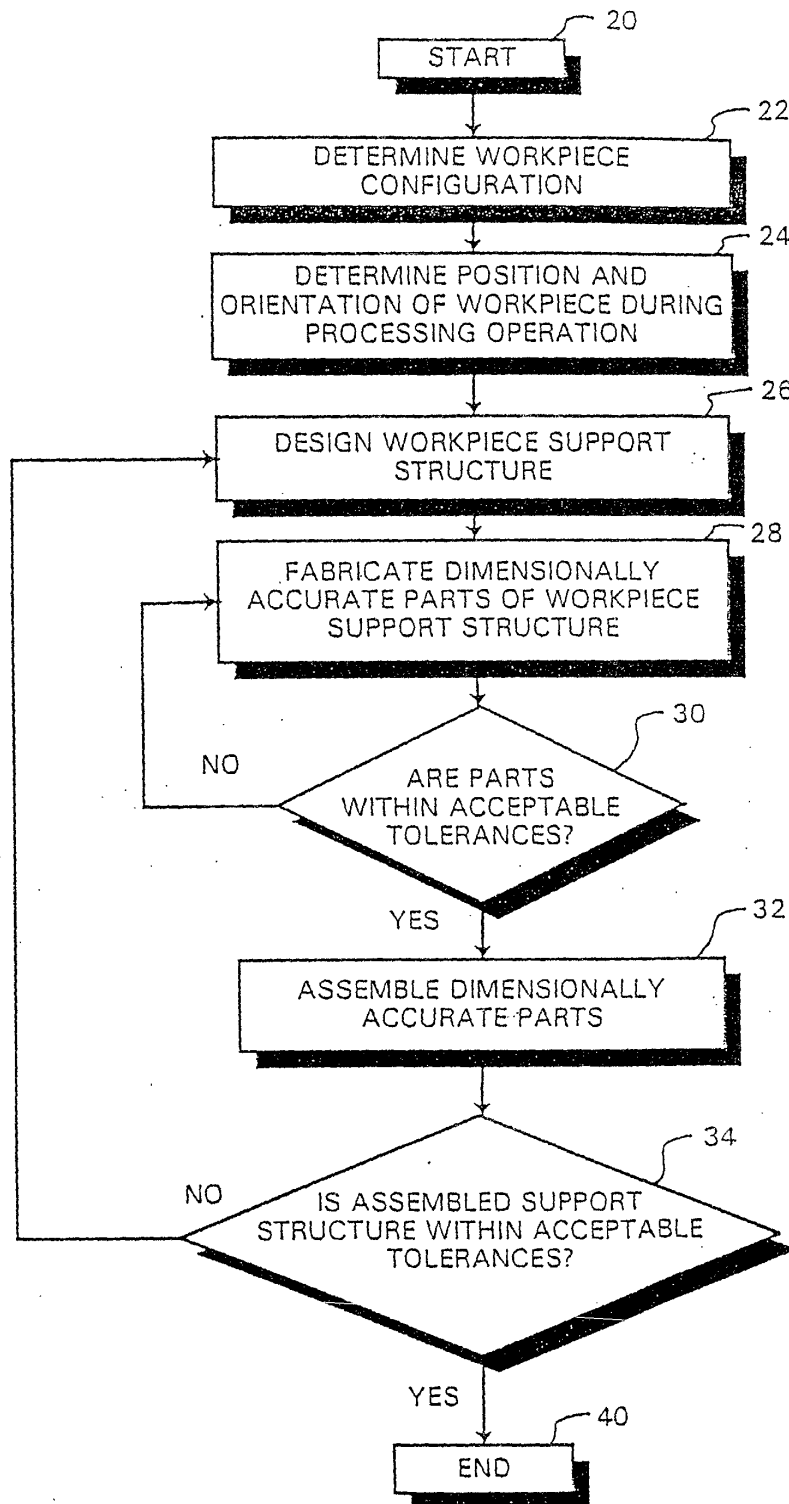 20
START
22
DETERMINE WORKPIECE
CONFIGURATION
24
DETERMINE POSITION AND
ORIENTATION OF WORKPIECE DURING
PROCESSING OPERATION
26
DESIGN WORKPIECE SUPPORT
STRUCTURE
28
FABRICATE DIMENSIONALLY
ACCURATE PARTS OF WORKPIECE
SUPPORT STRUCTURE
30
NO
ARE PARTS
WITHIN ACCEPTABLE
TOLERANCES?
YES
32
ASSEMBLE DIMENSIONALLY
ACCURATE PARTS
34
NO
IS ASSEMBLED SUPPORT
STRUCTURE WITHIN ACCEPTABLE
TOLERANCES?
YES
40
END